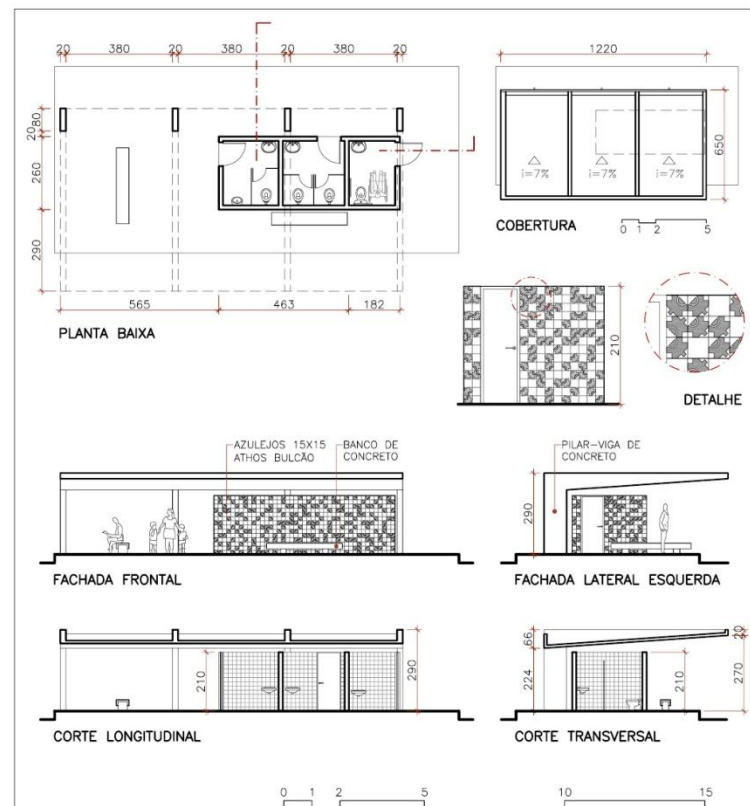 20 380 20 380 20 380 20
2080
260
290
565 463 182
PLANTA BAIXA
1220
650
i=7% i=7% i=7%
COBERTURA
0 1 2 5
210
DETALHE
AZULEJOS 15X15
ATHOS BULCÃO
BANCO DE
CONCRETO
FACHADA FRONTAL
PILAR-VIGA DE
CONCRETO
290
FACHADA LATERAL ESQUERDA
210
290
CORTE LONGITUDINAL
66
224
210
20
270
CORTE TRANSVERSAL
0 1 2 5 10 15